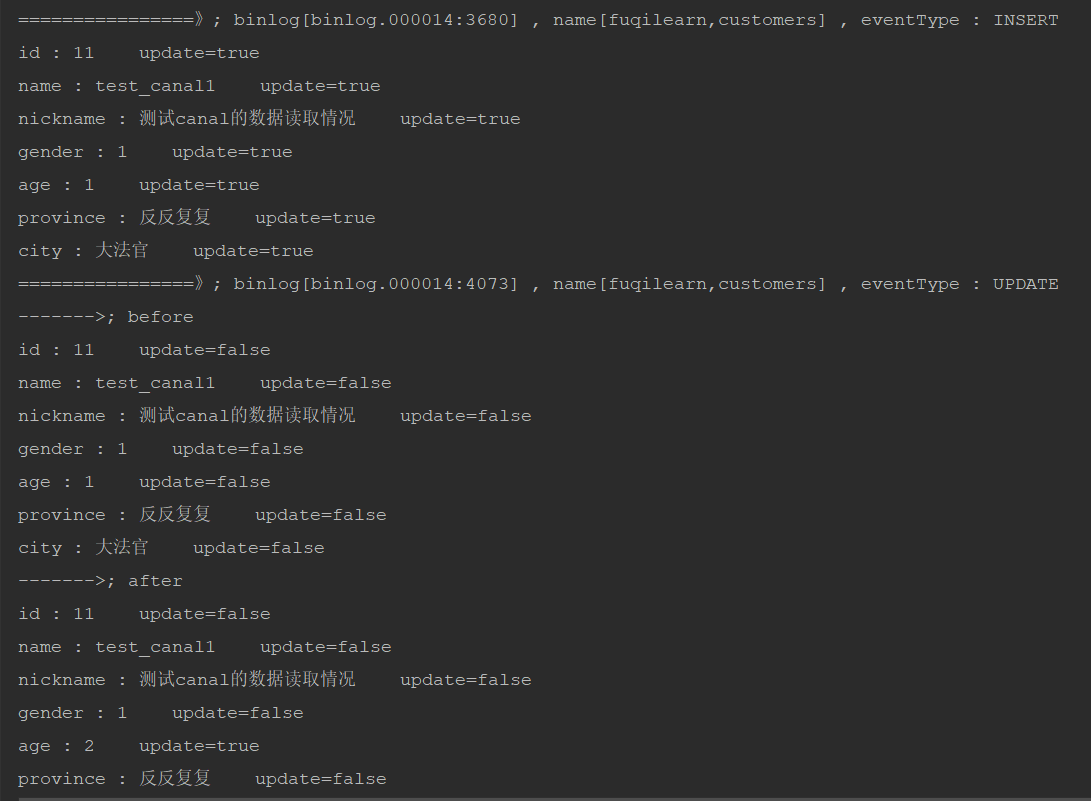 ================》; binlog[binlog.000014:3680] , name[fuqilearn,customers] , eventType : INSERT
id : 11    update=true
name : test_canal1    update=true
nickname : 测试canal的数据读取情况    update=true
gender : 1    update=true
age : 1    update=true
province : 反反复复    update=true
city : 大法官    update=true
================》; binlog[binlog.000014:4073] , name[fuqilearn,customers] , eventType : UPDATE
------->; before
id : 11    update=false
name : test_canal1    update=false
nickname : 测试canal的数据读取情况    update=false
gender : 1    update=false
age : 1    update=false
province : 反反复复    update=false
city : 大法官    update=false
------->; after
id : 11    update=false
name : test_canal1    update=false
nickname : 测试canal的数据读取情况    update=false
gender : 1    update=false
age : 2    update=true
province : 反反复复    update=false